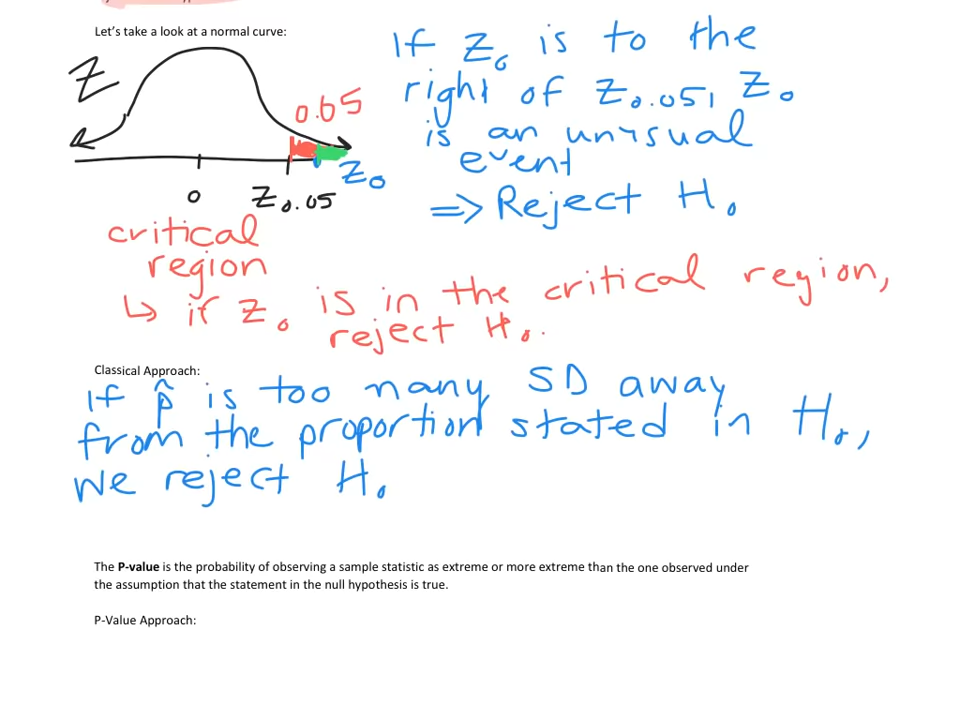 Let's take a look at a normal curve:
If Z₀ is to the
right of Z₀.₀₅, Z₀
is an unusual
event
⇒ Reject H₀
Z
0.05
Z₀
0
Z₀.₀₅
critical
region
↳ if Z₀ is in the critical region,
reject H₀.
Classical Approach:
If p̂ is too many SD away
from the proportion stated in H₀,
we reject H₀
The P-value is the probability of observing a sample statistic as extreme or more extreme than the one observed under
the assumption that the statement in the null hypothesis is true.
P-Value Approach: